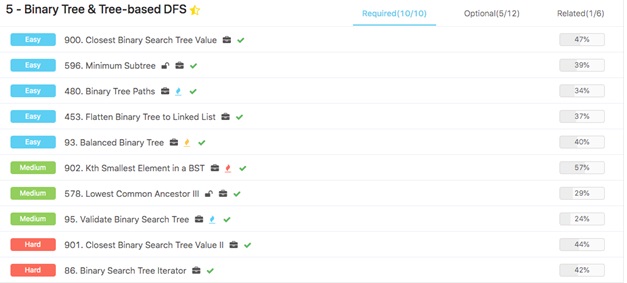 5 - Binary Tree & Tree-based DFS
Required(10/10) Optional(5/12) Related(1/6)
Easy 900. Closest Binary Search Tree Value 47%
Easy 596. Minimum Subtree 39%
Easy 480. Binary Tree Paths 34%
Easy 453. Flatten Binary Tree to Linked List 37%
Easy 93. Balanced Binary Tree 40%
Medium 902. Kth Smallest Element in a BST 57%
Medium 578. Lowest Common Ancestor III 29%
Medium 95. Validate Binary Search Tree 24%
Hard 901. Closest Binary Search Tree Value II 44%
Hard 86. Binary Search Tree Iterator 42%